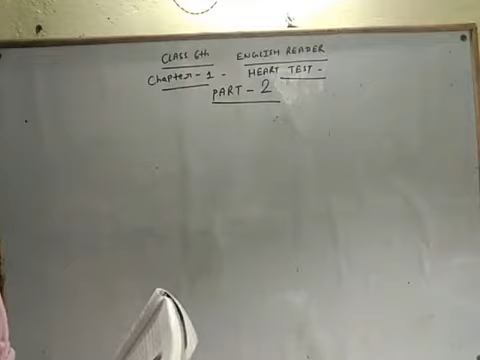 CLASS 6th ENGLISH READER
Chapter - 1 - HEART TEST -
PART - 2